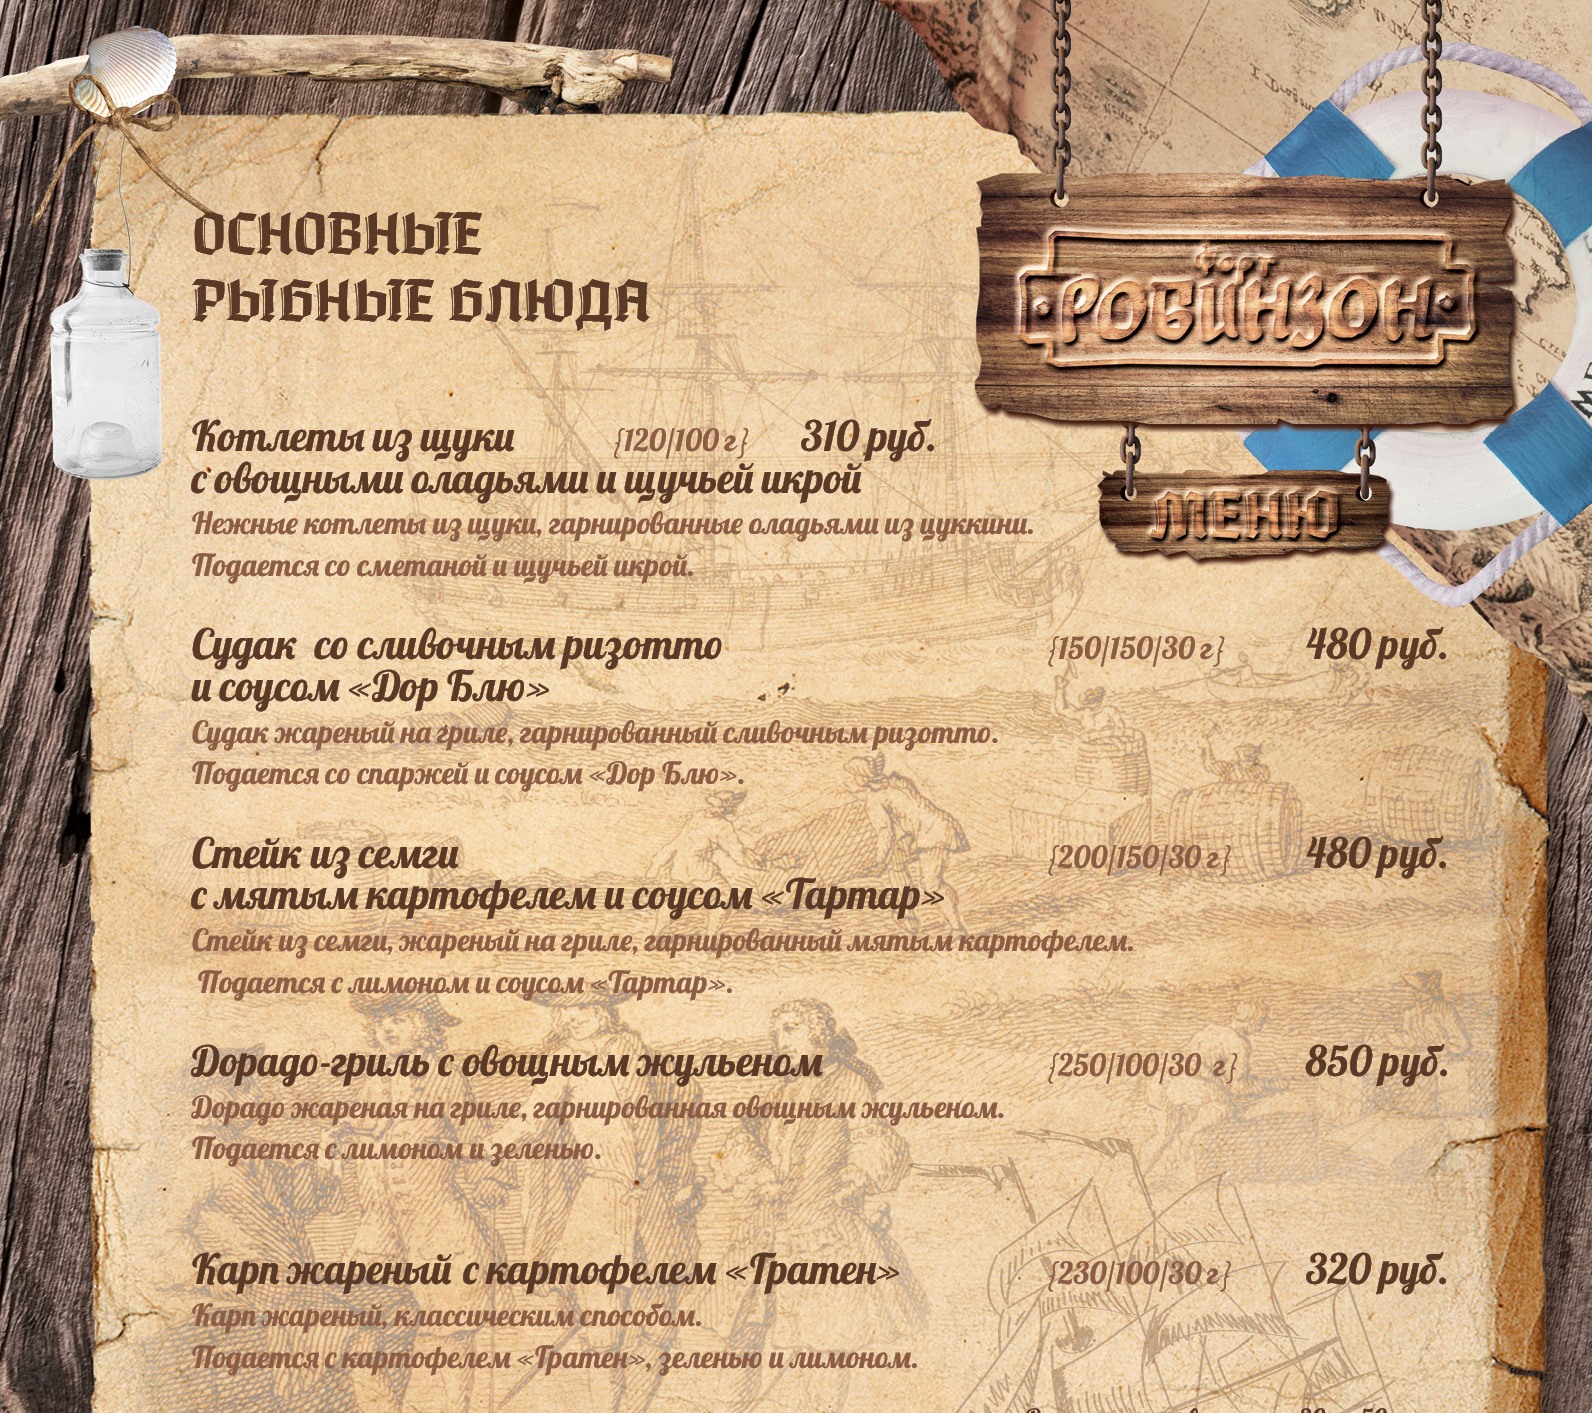 ОСНОВНЫЕ
РЫБНЫЕ БЛЮДА
форт
РОБИНЗОН
МЕНЮ
Котлеты из щуки {120/100 г} 310 руб.
с овощными оладьями и щучьей икрой
Нежные котлеты из щуки, гарнированные оладьями из цуккини.
Подается со сметаной и щучьей икрой.
Судак со сливочным ризотто {150/150/30 г} 480 руб.
и соусом «Дор Блю»
Судак жареный на гриле, гарнированный сливочным ризотто.
Подается со спаржей и соусом «Дор Блю».
Стейк из семги {200/150/30 г} 480 руб.
с мятым картофелем и соусом «Тартар»
Стейк из семги, жареный на гриле, гарнированный мятым картофелем.
Подается с лимоном и соусом «Тартар».
Дорадо-гриль с овощным жульеном {250/100/30 г} 850 руб.
Дорадо жареная на гриле, гарнированная овощным жульеном.
Подается с лимоном и зеленью.
Карп жареный с картофелем «Гратен» {230/100/30 г} 320 руб.
Карп жареный, классическим способом.
Подается с картофелем «Гратен», зеленью и лимоном.